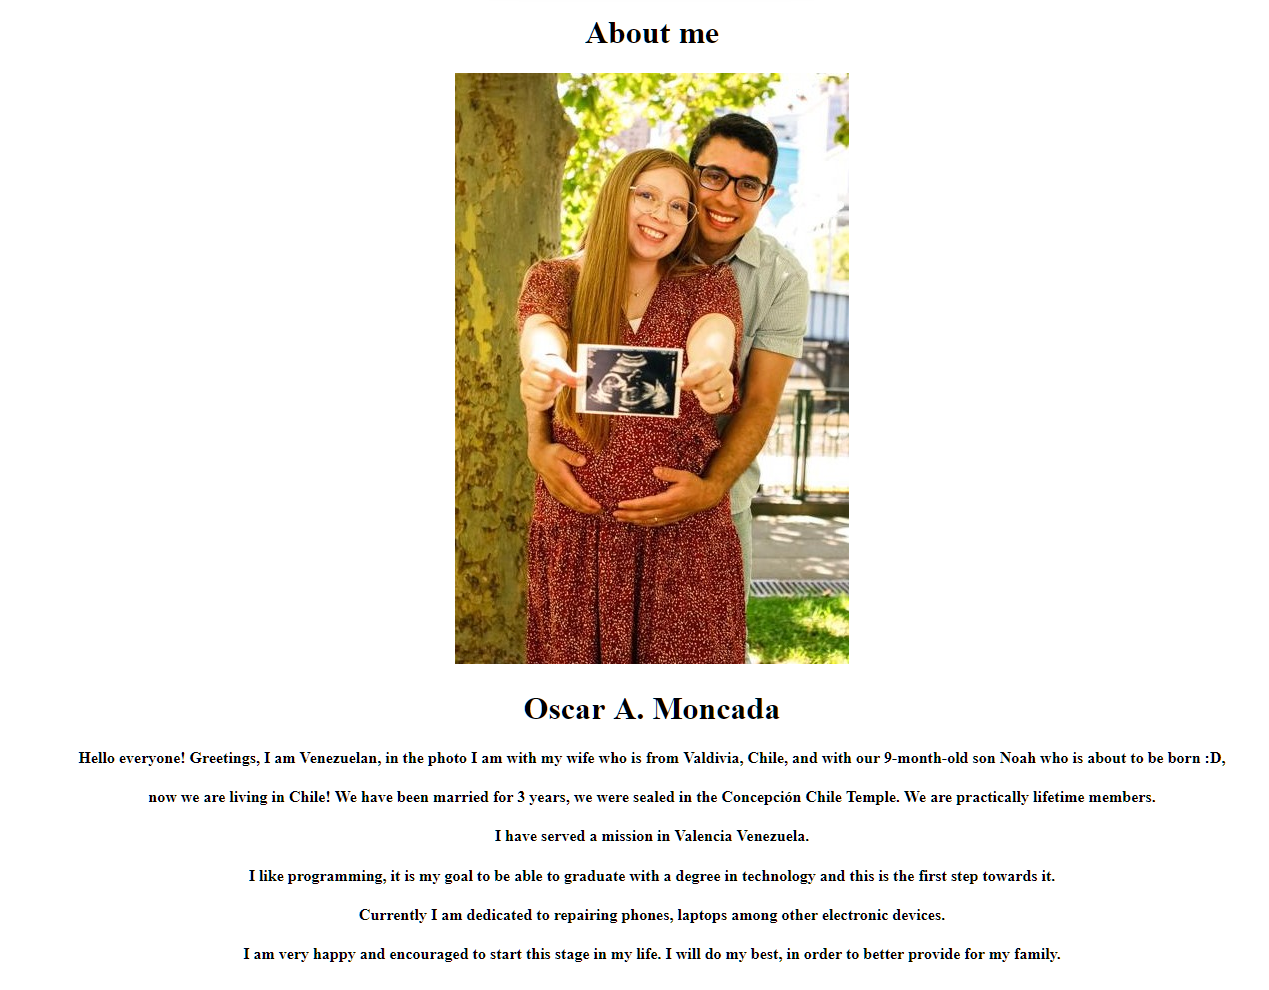 About me
Oscar A. Moncada
Hello everyone! Greetings, I am Venezuelan, in the photo I am with my wife who is from Valdivia, Chile, and with our 9-month-old son Noah who is about to be born :D,
now we are living in Chile! We have been married for 3 years, we were sealed in the Concepción Chile Temple. We are practically lifetime members.
I have served a mission in Valencia Venezuela.
I like programming, it is my goal to be able to graduate with a degree in technology and this is the first step towards it.
Currently I am dedicated to repairing phones, laptops among other electronic devices.
I am very happy and encouraged to start this stage in my life. I will do my best, in order to better provide for my family.